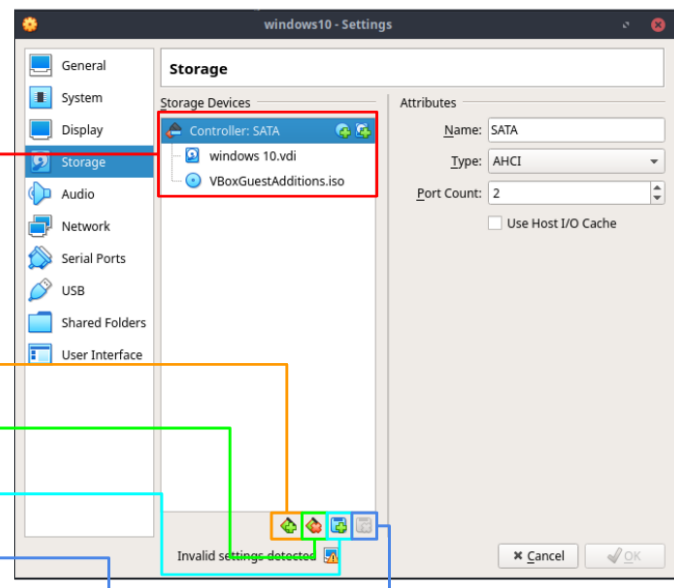 windows10 - Settings
General
System
Display
Storage
Audio
Network
Serial Ports
USB
Shared Folders
User Interface
Storage
Storage Devices
Controller: SATA
windows 10.vdi
VBoxGuestAdditions.iso
Attributes
Name: SATA
Type: AHCI
Port Count: 2
Use Host I/O Cache
Invalid settings detected
Cancel
OK